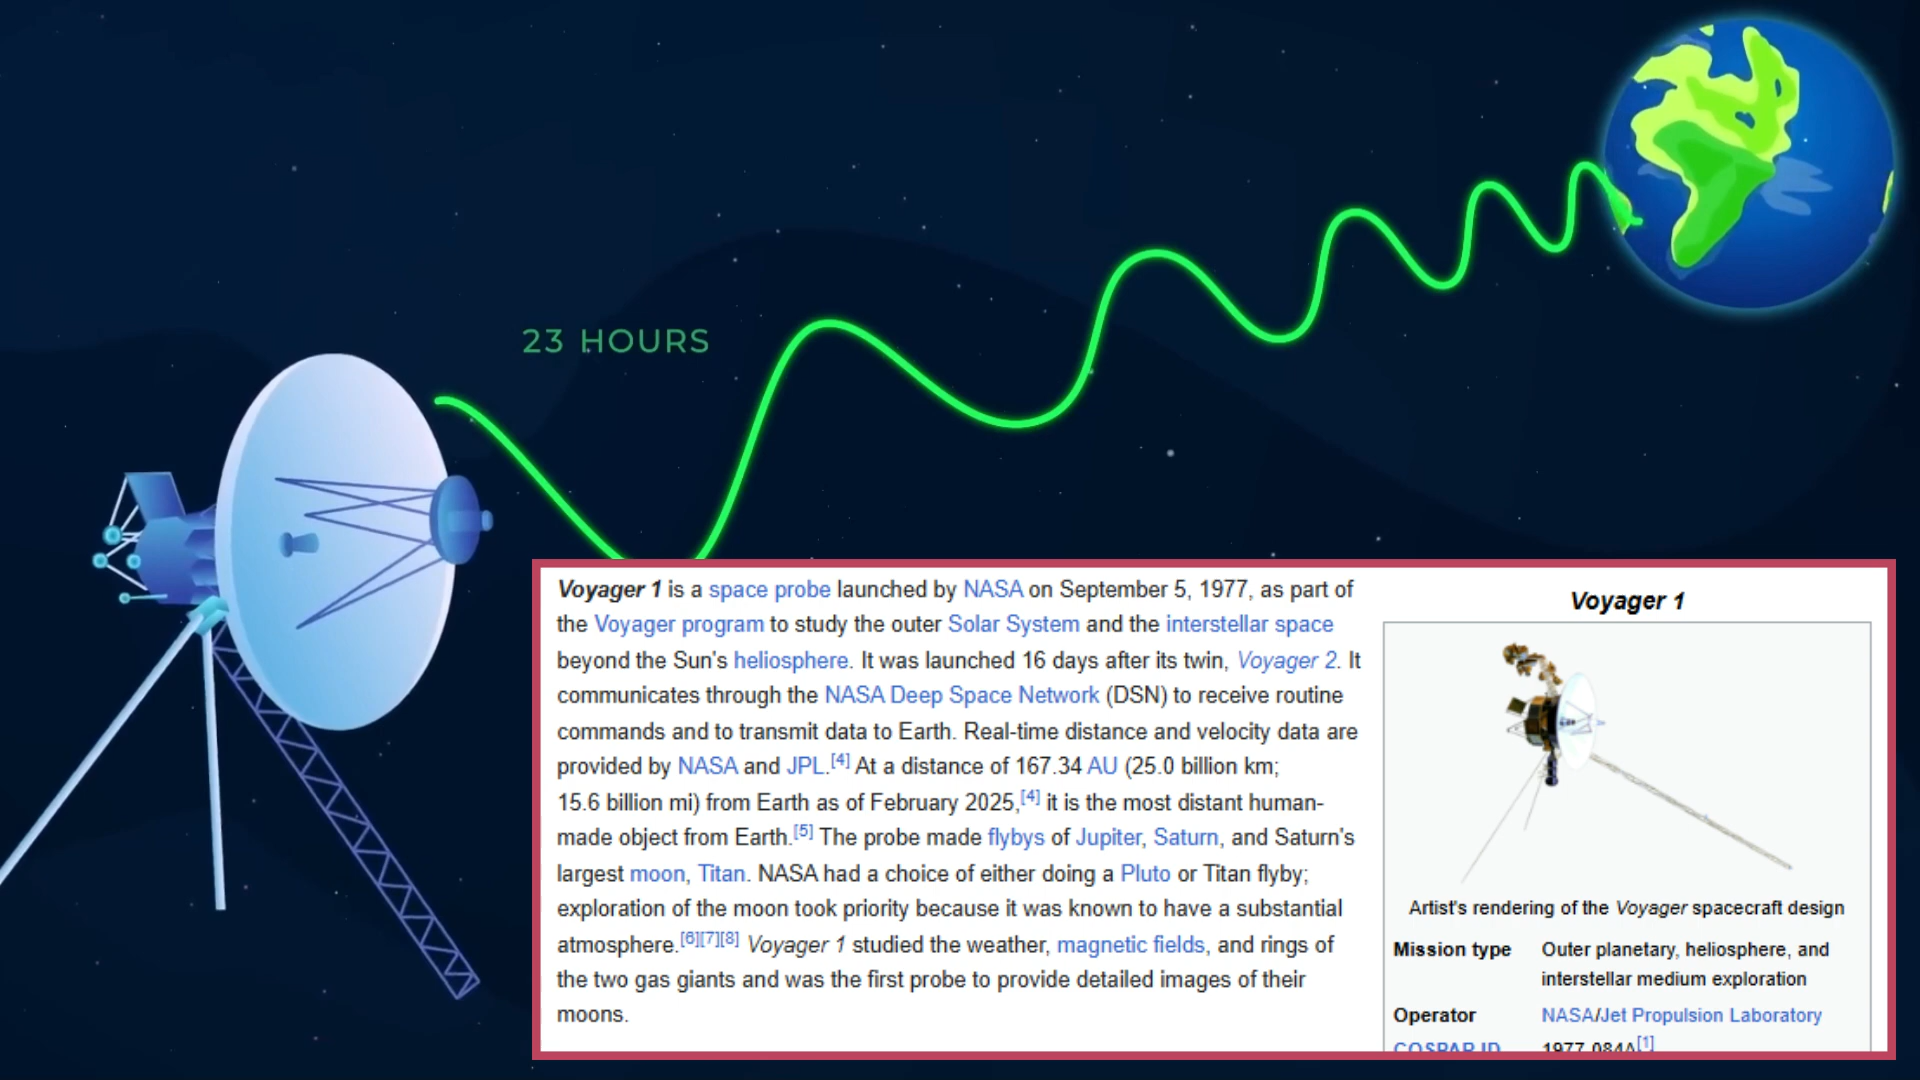 23 HOURS
Voyager 1 is a space probe launched by NASA on September 5, 1977, as part of
the Voyager program to study the outer Solar System and the interstellar space
beyond the Sun's heliosphere. It was launched 16 days after its twin, Voyager 2. It
communicates through the NASA Deep Space Network (DSN) to receive routine
commands and to transmit data to Earth. Real-time distance and velocity data are
provided by NASA and JPL.[4] At a distance of 167.34 AU (25.0 billion km;
15.6 billion mi) from Earth as of February 2025,[4] it is the most distant human-
made object from Earth.[5] The probe made flybys of Jupiter, Saturn, and Saturn's
largest moon, Titan. NASA had a choice of either doing a Pluto or Titan flyby;
exploration of the moon took priority because it was known to have a substantial
atmosphere.[6][7][8] Voyager 1 studied the weather, magnetic fields, and rings of
the two gas giants and was the first probe to provide detailed images of their
moons.
Voyager 1
Artist's rendering of the Voyager spacecraft design
Mission type Outer planetary, heliosphere, and
interstellar medium exploration
Operator NASA/Jet Propulsion Laboratory
COSPAR ID 1977-084A[1]